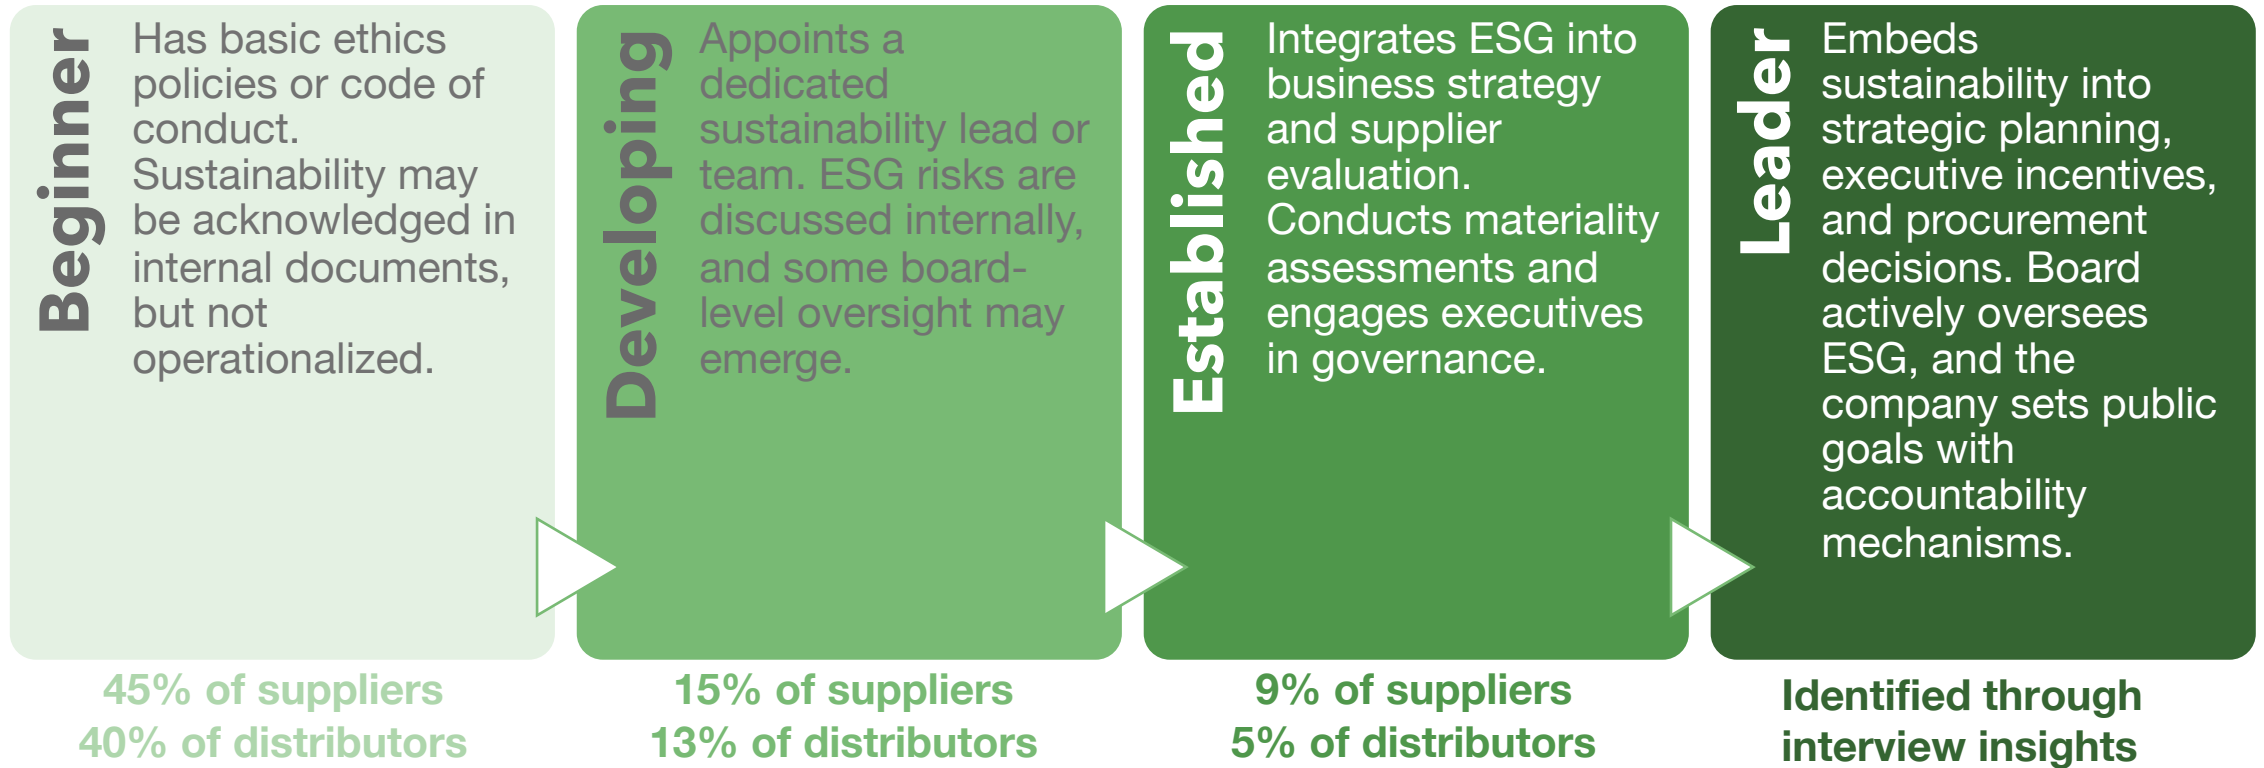 Beginner
Has basic ethics
policies or code of
conduct.
Sustainability may
be acknowledged in
internal documents,
but not
operationalized.
45% of suppliers
40% of distributors
Developing
Appoints a
dedicated
sustainability lead or
team. ESG risks are
discussed internally,
and some board-
level oversight may
emerge.
15% of suppliers
13% of distributors
Established
Integrates ESG into
business strategy
and supplier
evaluation.
Conducts materiality
assessments and
engages executives
in governance.
9% of suppliers
5% of distributors
Leader
Embeds
sustainability into
strategic planning,
executive incentives,
and procurement
decisions. Board
actively oversees
ESG, and the
company sets public
goals with
accountability
mechanisms.
Identified through
interview insights